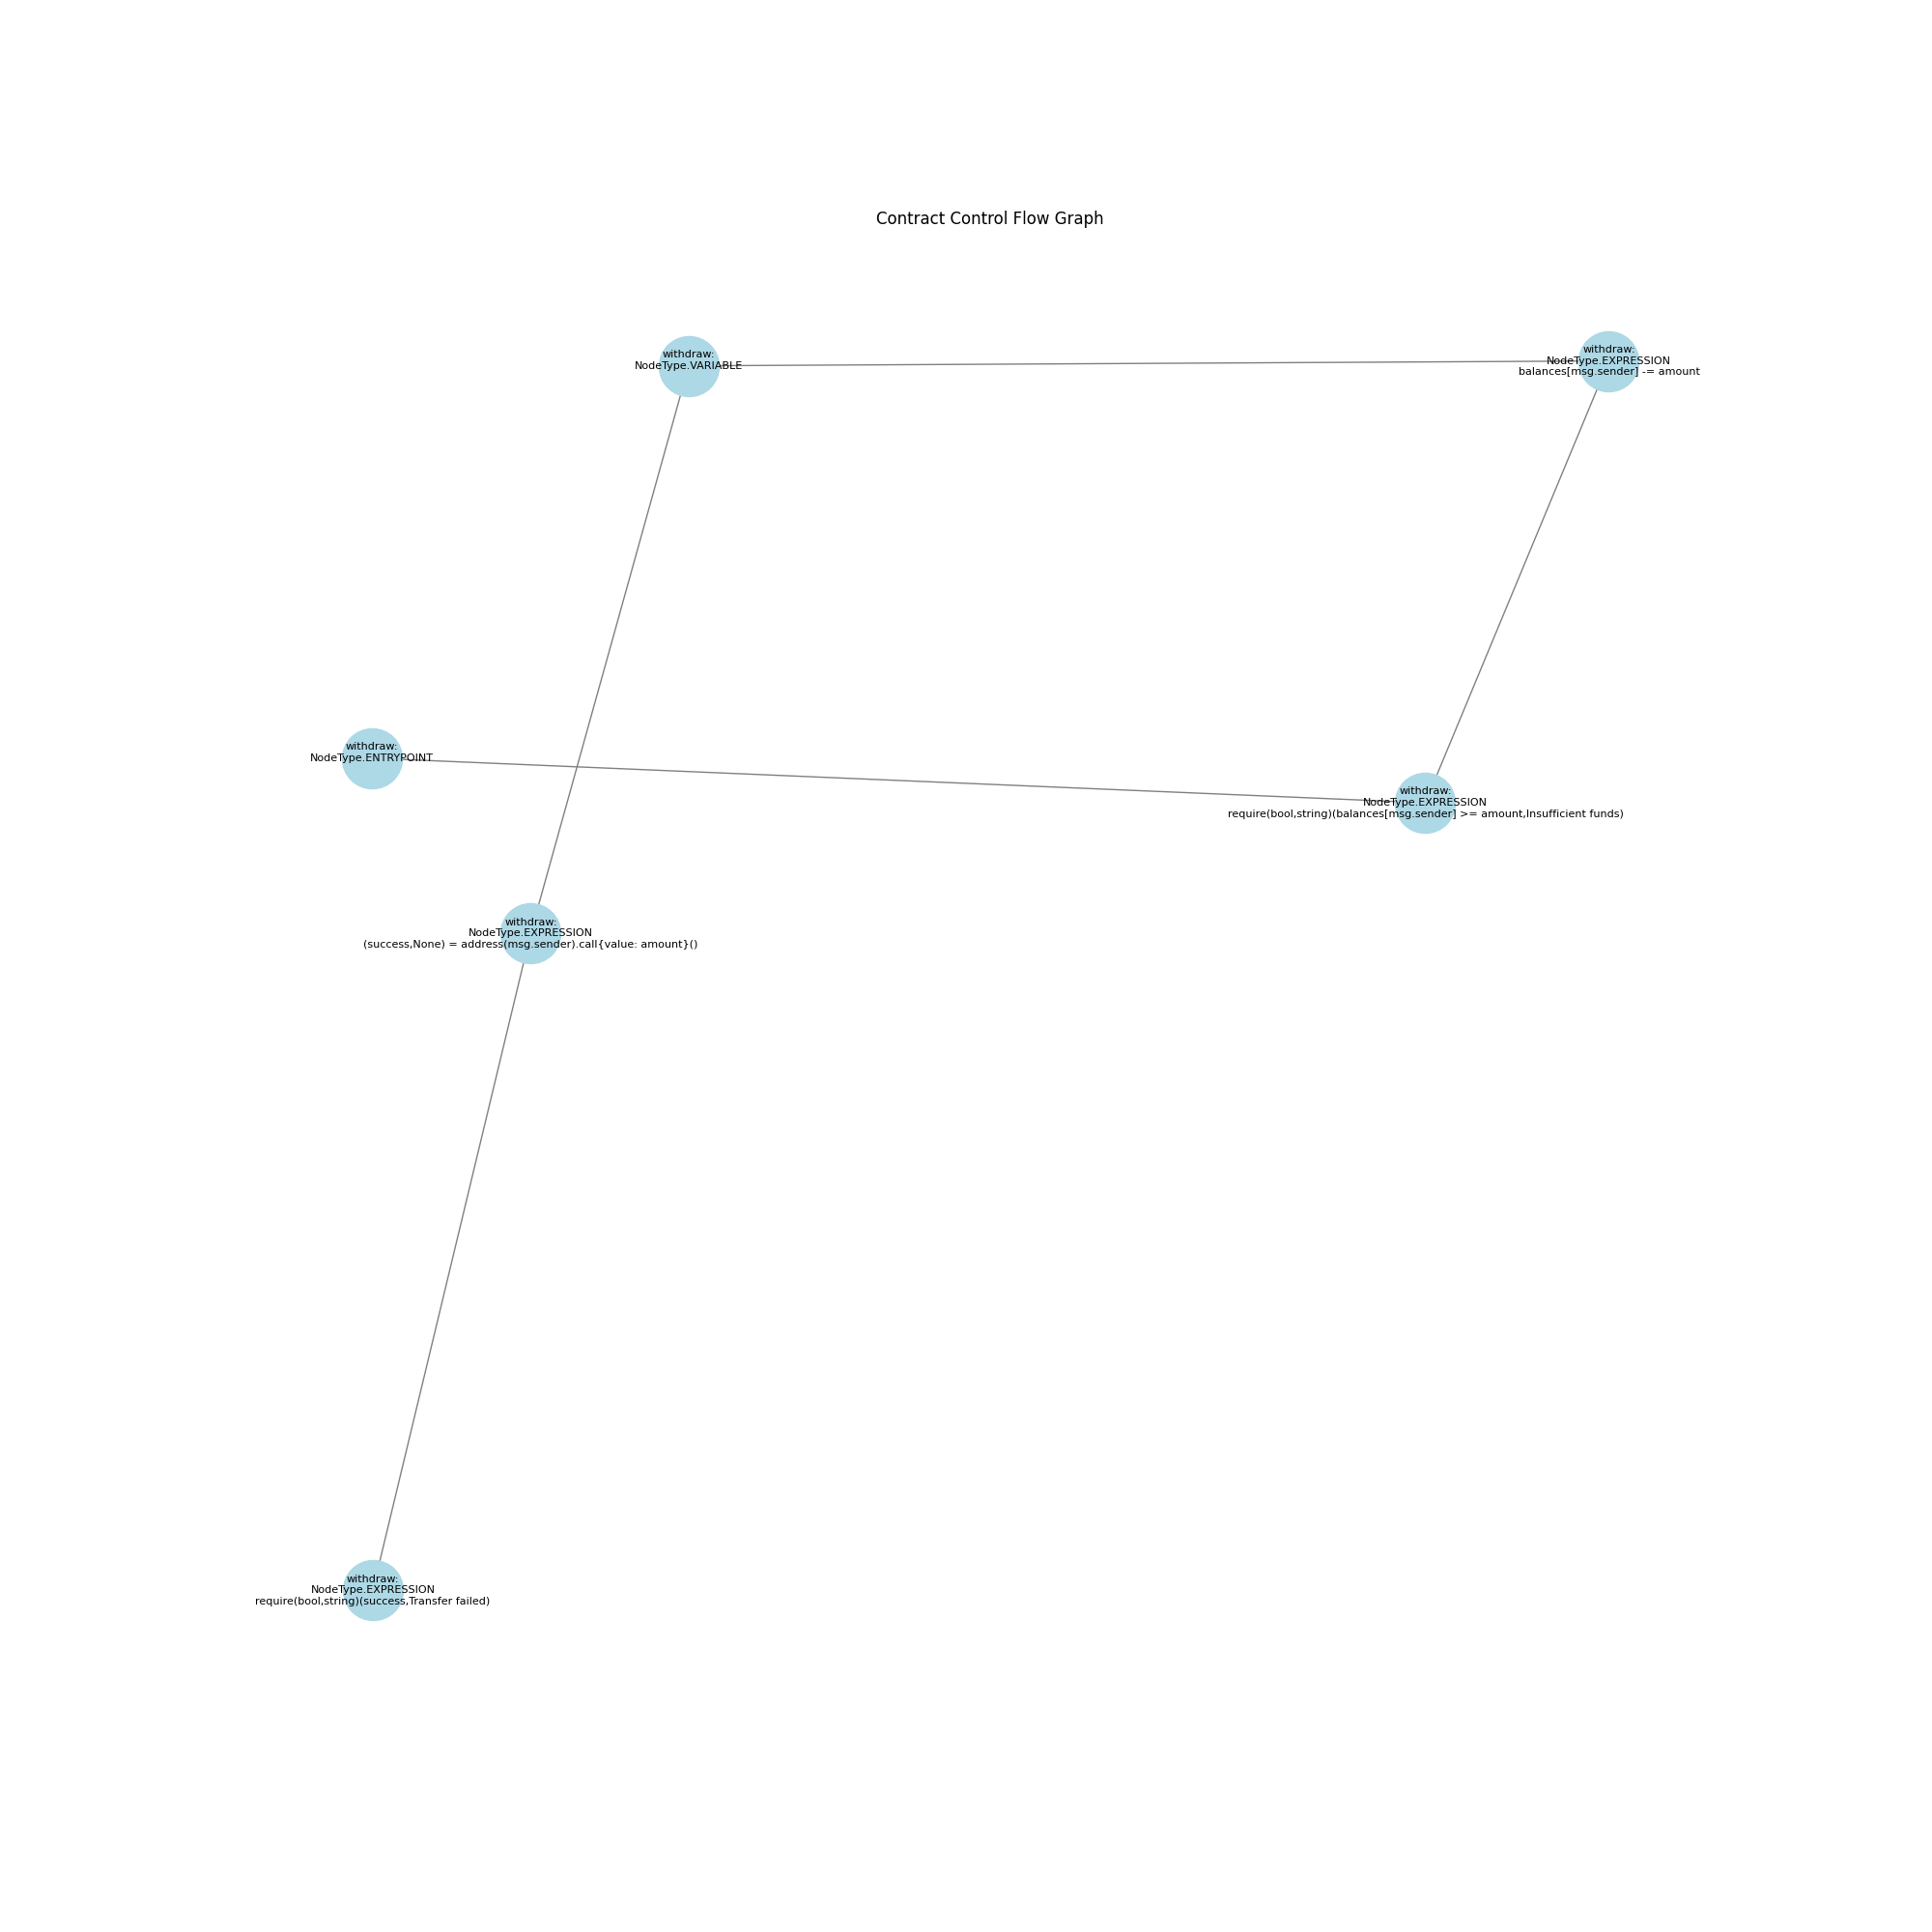 Contract Control Flow Graph
withdraw:
NodeType.VARIABLE
withdraw:
NodeType.EXPRESSION
balances[msg.sender] -= amount
withdraw:
NodeType.ENTRYPOINT
withdraw:
NodeType.EXPRESSION
require(bool,string)(balances[msg.sender] >= amount,Insufficient funds)
withdraw:
NodeType.EXPRESSION
(success,None) = address(msg.sender).call{value: amount}()
withdraw:
NodeType.EXPRESSION
require(bool,string)(success,Transfer failed)